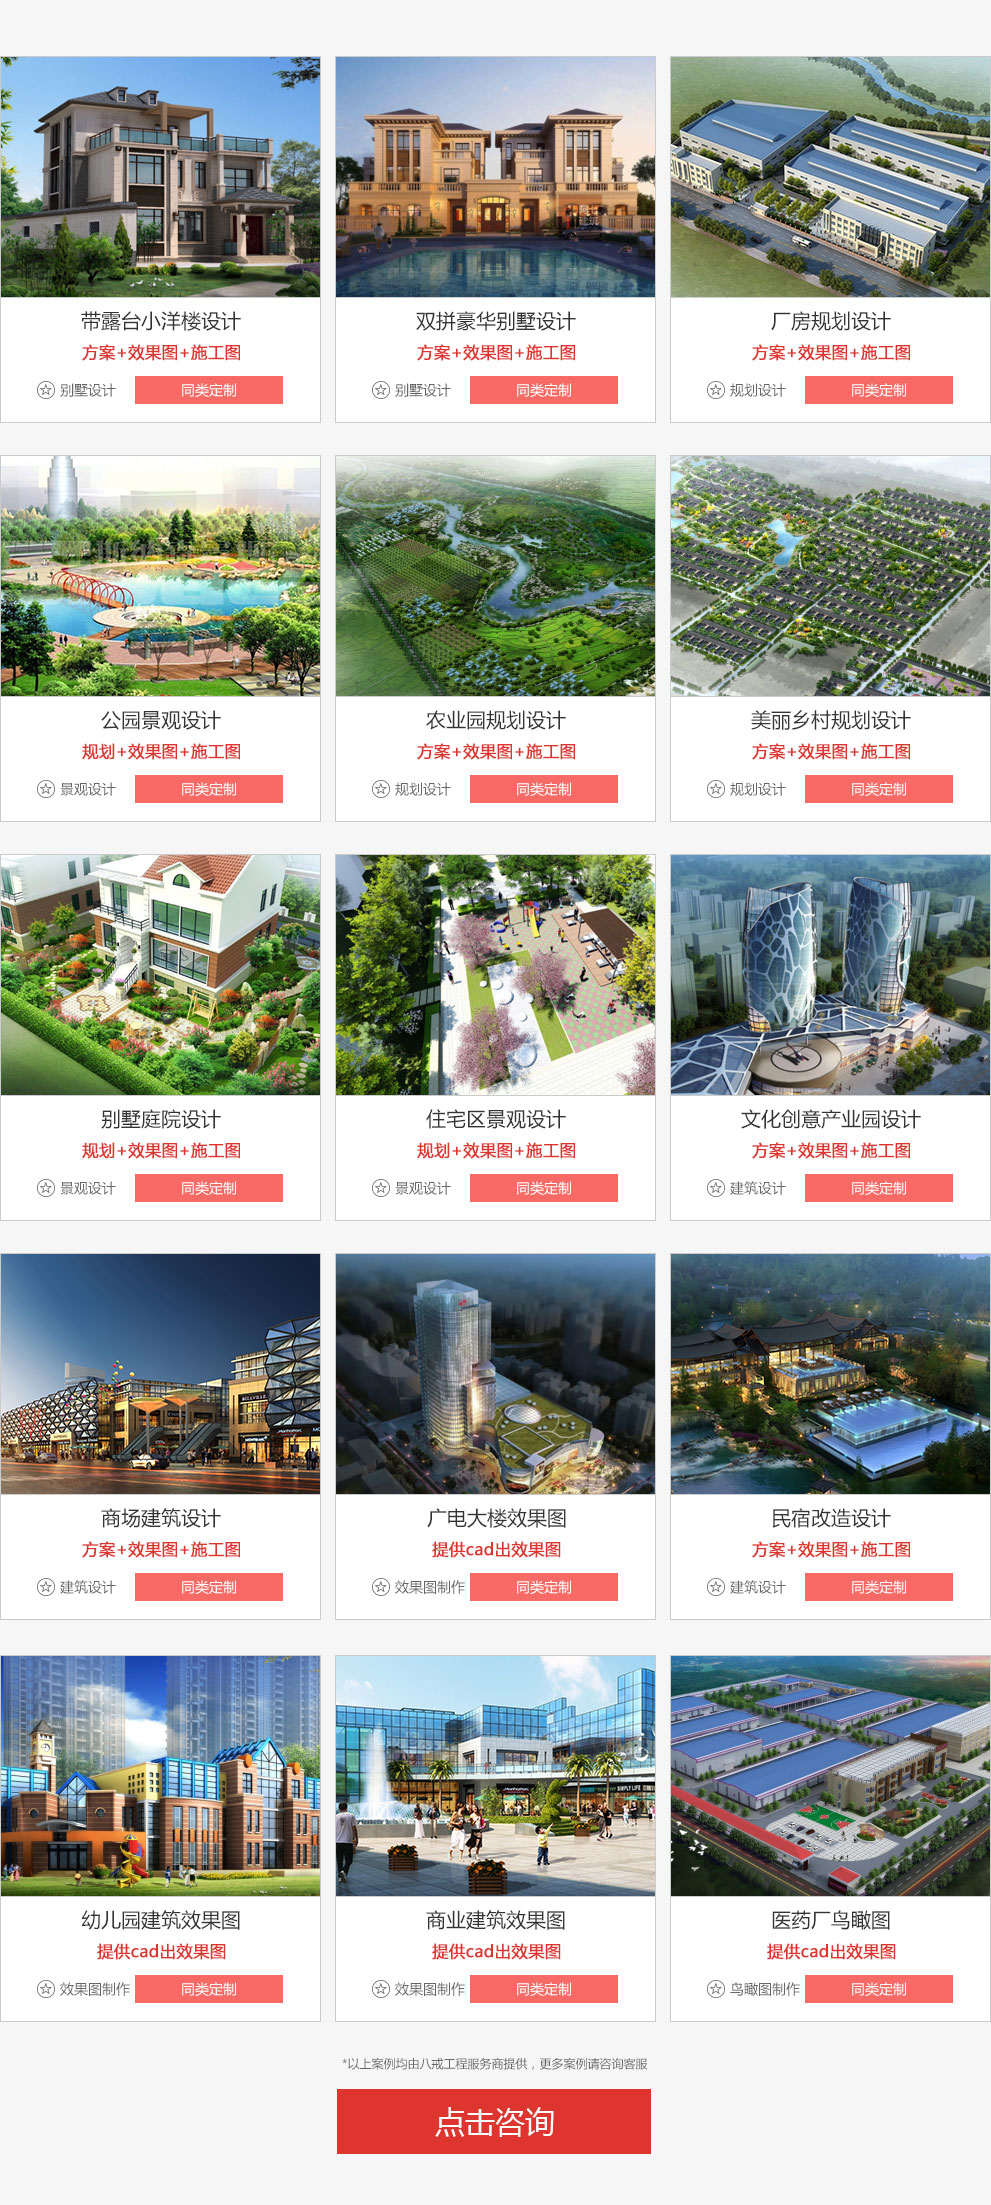 带露台小洋楼设计
方案+效果图+施工图
别墅设计 同类定制
双拼豪华别墅设计
方案+效果图+施工图
别墅设计 同类定制
厂房规划设计
方案+效果图+施工图
规划设计 同类定制
公园景观设计
规划+效果图+施工图
景观设计 同类定制
农业园规划设计
方案+效果图+施工图
规划设计 同类定制
美丽乡村规划设计
方案+效果图+施工图
规划设计 同类定制
别墅庭院设计
规划+效果图+施工图
景观设计 同类定制
住宅区景观设计
规划+效果图+施工图
景观设计 同类定制
文化创意产业园设计
方案+效果图+施工图
建筑设计 同类定制
BELLVILLE
商场建筑设计
方案+效果图+施工图
建筑设计 同类定制
广电大楼效果图
提供cad出效果图
效果图制作 同类定制
民宿改造设计
方案+效果图+施工图
建筑设计 同类定制
幼儿园建筑效果图
提供cad出效果图
效果图制作 同类定制
SIMPLY LIFE
商业建筑效果图
提供cad出效果图
效果图制作 同类定制
医药厂鸟瞰图
提供cad出效果图
鸟瞰图制作 同类定制
*以上案例均由八戒工程服务商提供，更多案例请咨询客服
点击咨询